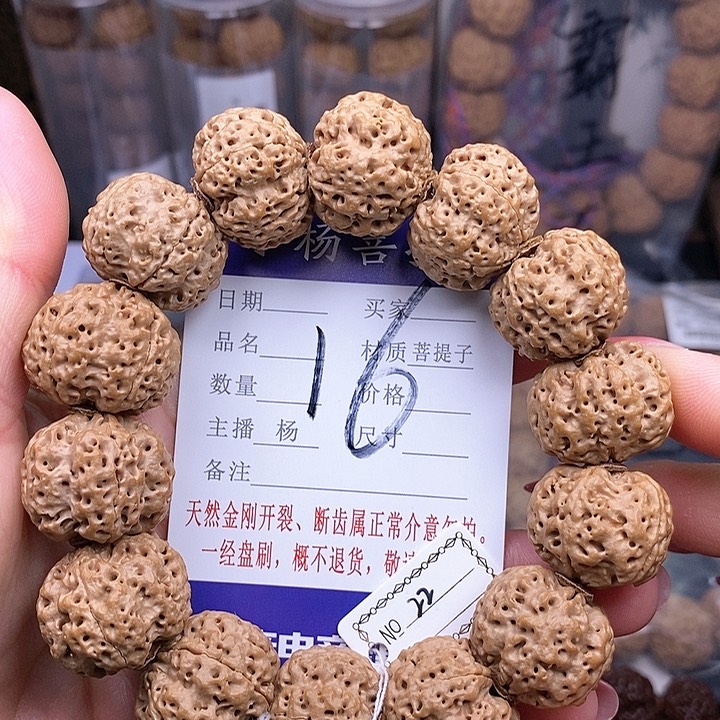 霸王
杨菩
日期 买家
品名 材质 菩提子
数量 价格
主播 杨 尺寸
备注
16
天然金刚开裂、断齿属正常介意勿拍。
一经盘刷，概不退货，敬
NO 22